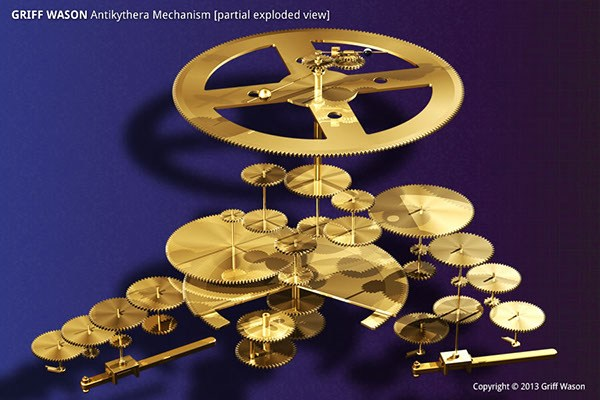 GRIFF WASON Antikythera Mechanism [partial exploded view]
Copyright © 2013 Griff Wason